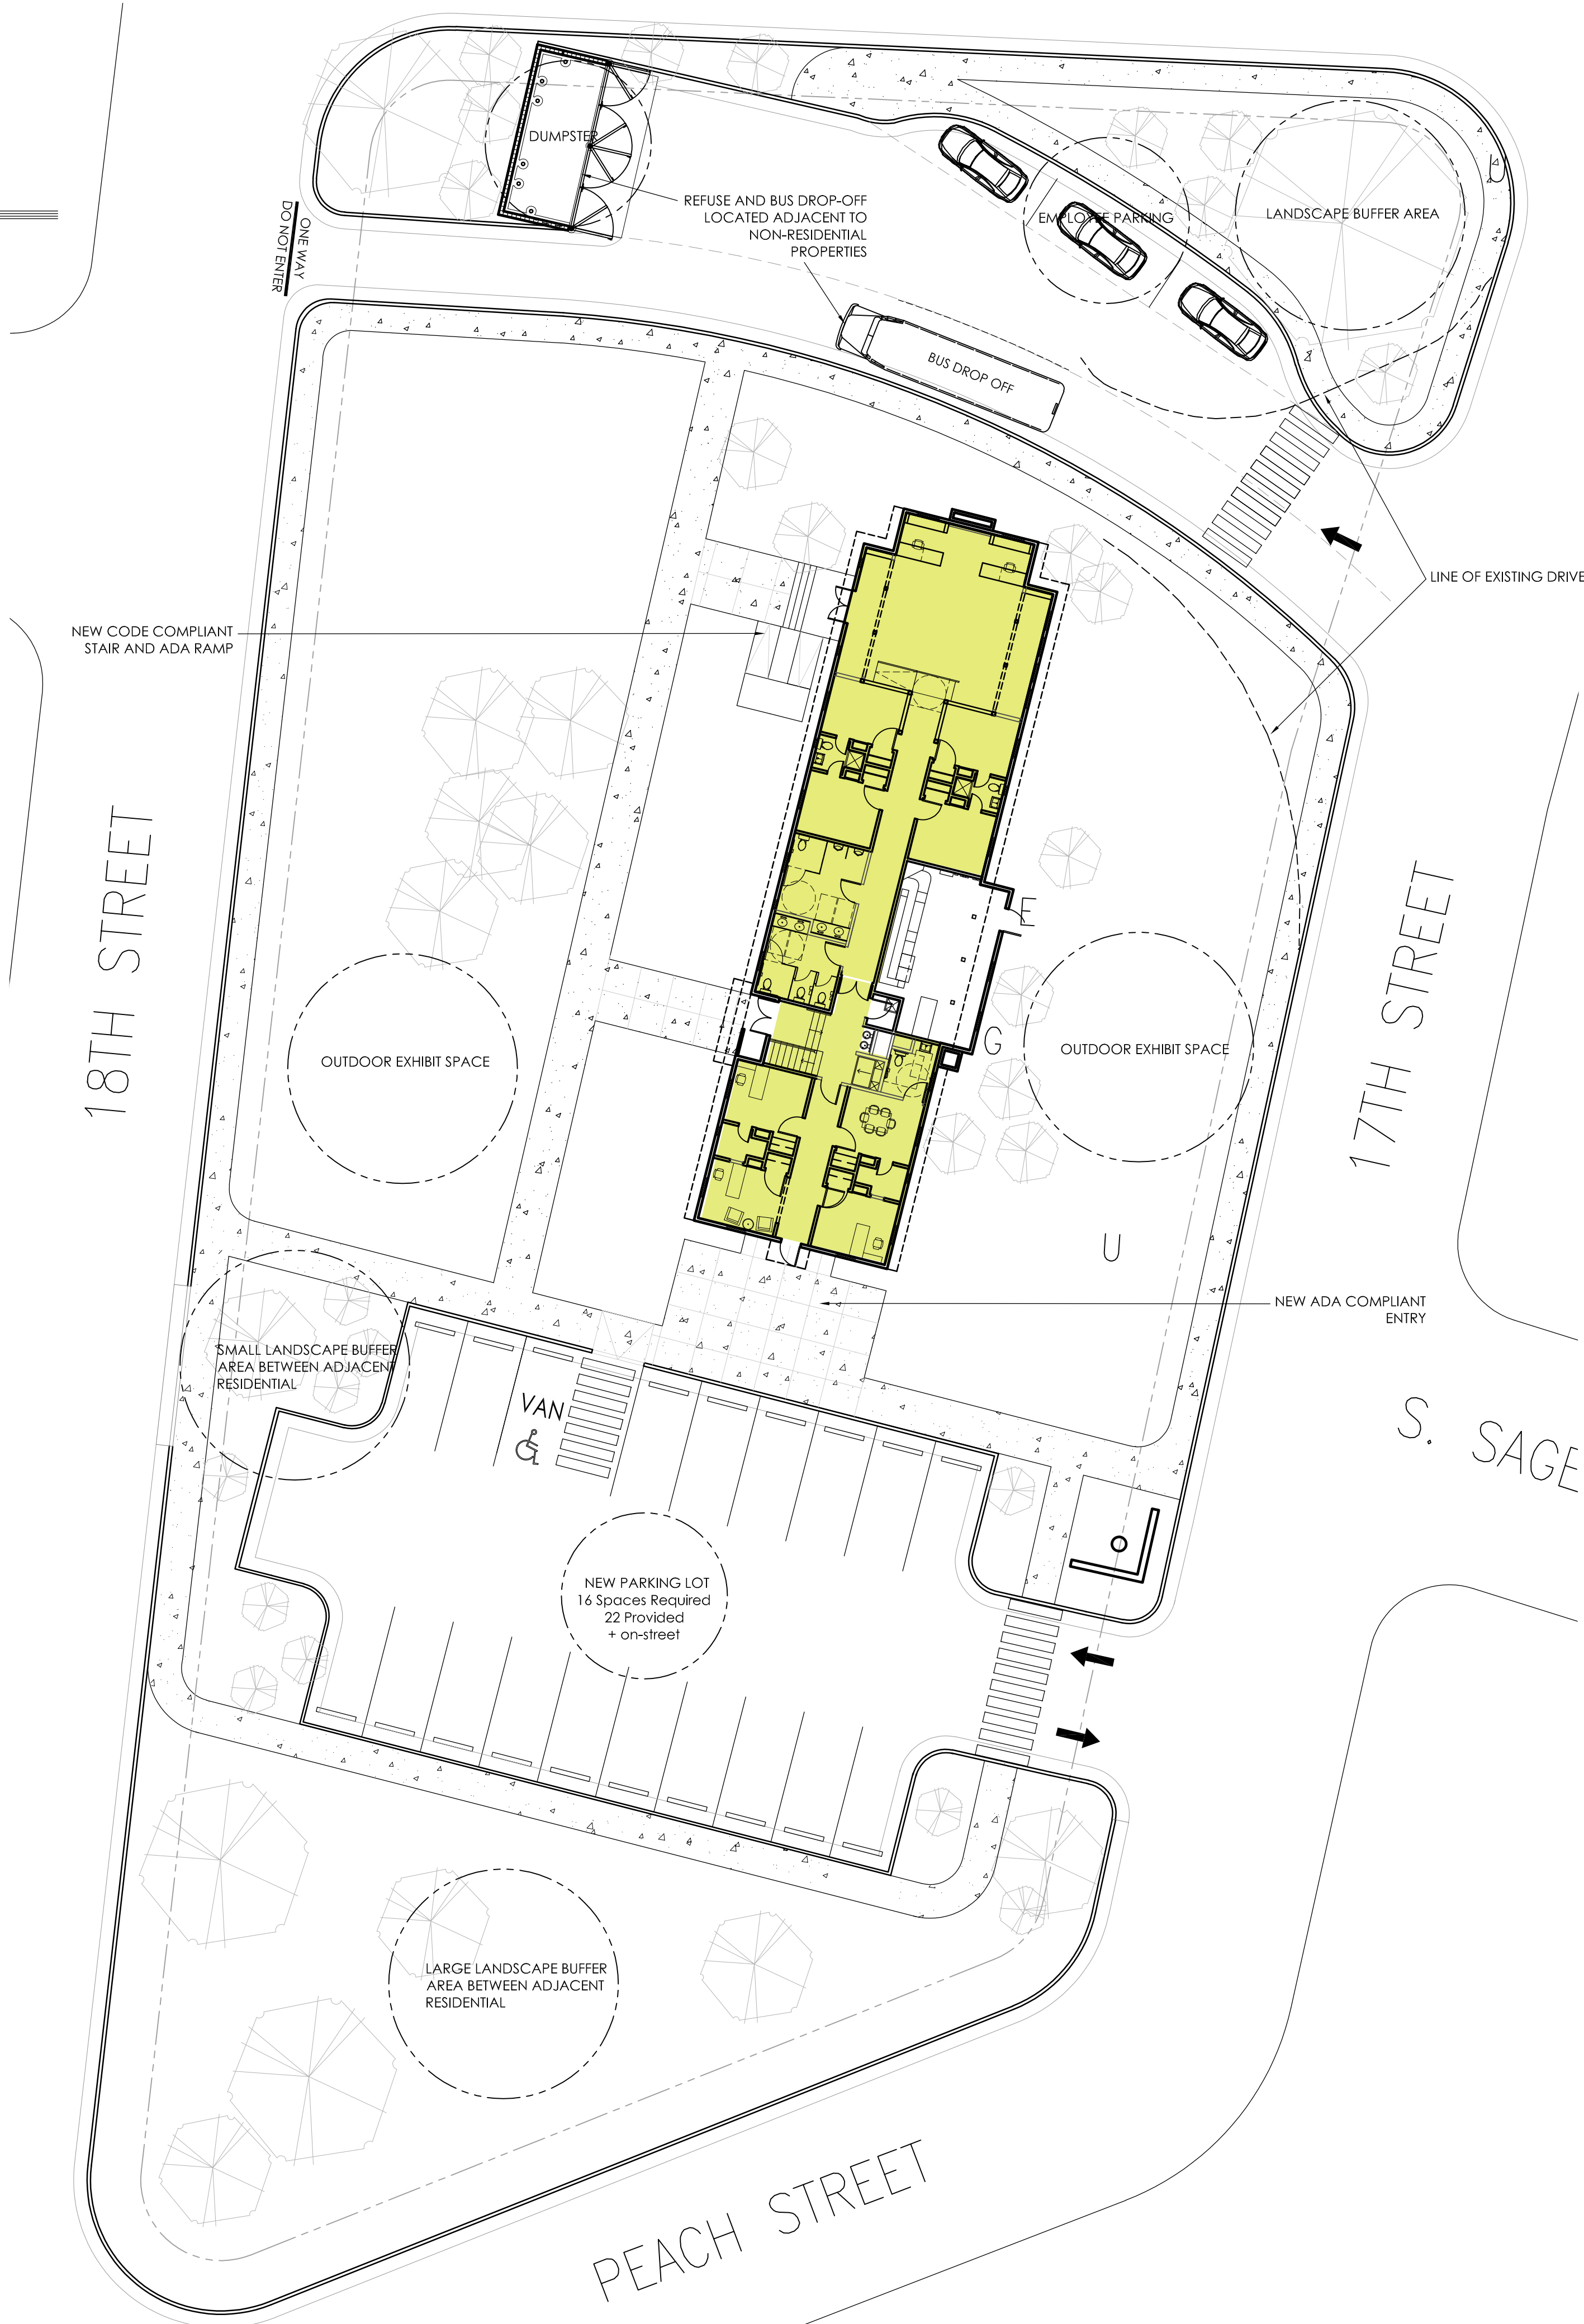 DUMPSTER
REFUSE AND BUS DROP-OFF
LOCATED ADJACENT TO
NON-RESIDENTIAL
PROPERTIES
EMPLOYEE PARKING
LANDSCAPE BUFFER AREA
ONE WAY
DO NOT ENTER
BUS DROP OFF
LINE OF EXISTING DRIVE
NEW CODE COMPLIANT
STAIR AND ADA RAMP
18TH STREET
17TH STREET
E
G
U
OUTDOOR EXHIBIT SPACE
OUTDOOR EXHIBIT SPACE
NEW ADA COMPLIANT
ENTRY
SMALL LANDSCAPE BUFFER
AREA BETWEEN ADJACENT
RESIDENTIAL
VAN
S. SAGE
NEW PARKING LOT
16 Spaces Required
22 Provided
+ on-street
LARGE LANDSCAPE BUFFER
AREA BETWEEN ADJACENT
RESIDENTIAL
PEACH STREET